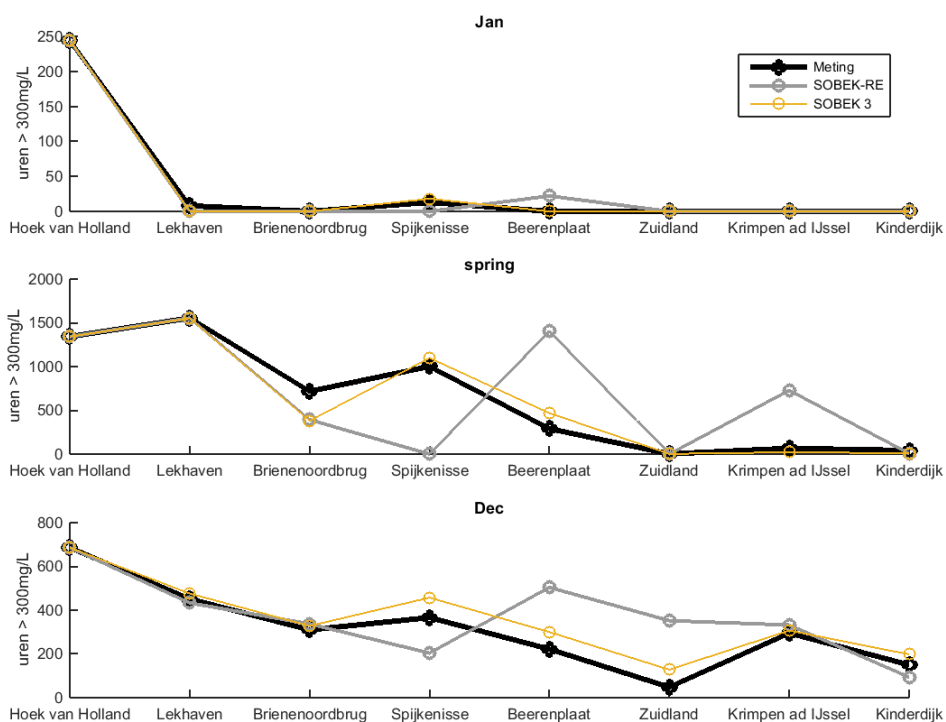 Jan
uren > 300mg/L
250
200
150
100
50
0
Meting
SOBEK-RE
SOBEK 3
Hoek van Holland Lekhaven Brienenoordbrug Spijkenisse Beerenplaat Zuidland Krimpen ad IJssel Kinderdijk
spring
uren > 300mg/L
2000
1500
1000
500
0
Hoek van Holland Lekhaven Brienenoordbrug Spijkenisse Beerenplaat Zuidland Krimpen ad IJssel Kinderdijk
Dec
uren > 300mg/L
800
600
400
200
0
Hoek van Holland Lekhaven Brienenoordbrug Spijkenisse Beerenplaat Zuidland Krimpen ad IJssel Kinderdijk